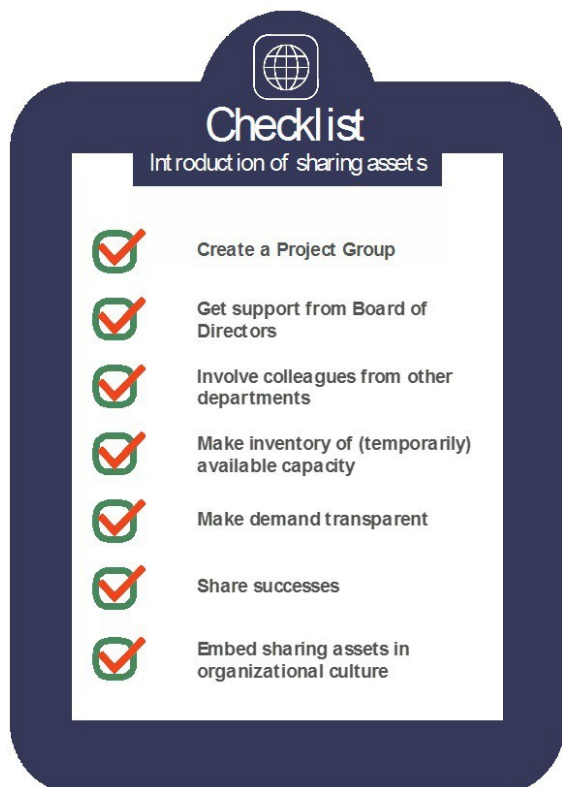 Checklist
Introduction of sharing assets
Create a Project Group
Get support from Board of
Directors
Involve colleagues from other
departments
Make inventory of (temporarily)
available capacity
Make demand transparent
Share successes
Embed sharing assets in
organizational culture